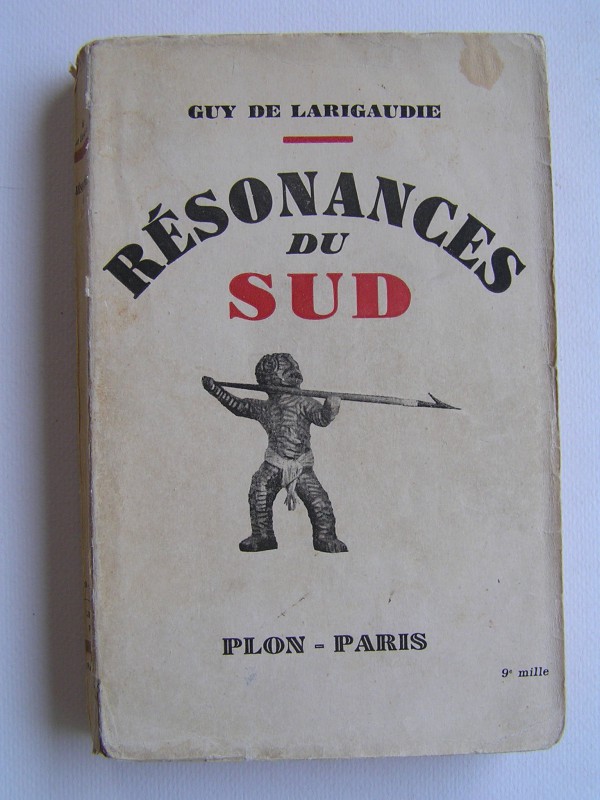 GUY DE LARIGAUDIE
RÉSONANCES
DU
SUD
PLON - PARIS
9ᵉ mille